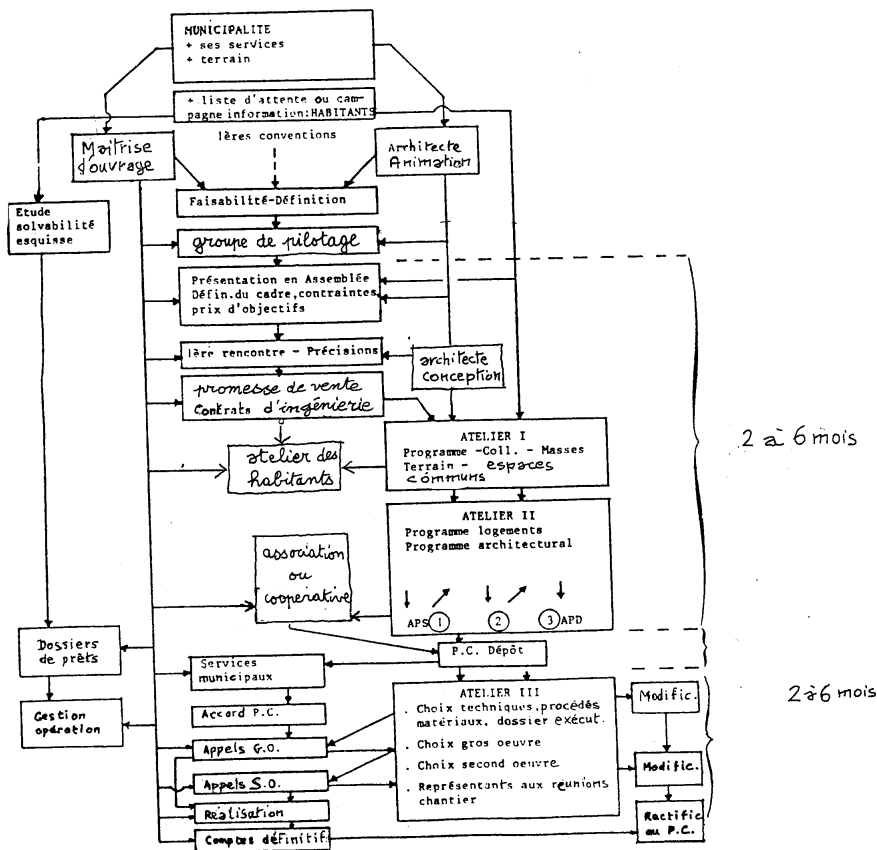 MUNICIPALITE
+ ses services
+ terrain
+ liste d'attente ou cam-
pagne information:HABITANTS
1ères conventions
Maîtrise
d'ouvrage
Architecte
Animation
Faisabilité-Définition
Etude
solvabilité
esquisse
groupe de pilotage
Présentation en Assemblée
Défin.du cadre,contraintes
prix d'objectifs
1ère rencontre - Précisions
architecte
conception
promesse de vente
Contrats d'ingénierie
ATELIER I
Programme -Coll. - Masses
Terrain - espaces
communs
atelier des
habitants
2 à 6 mois
ATELIER II
Programme logements
Programme architectural
APS 1 2 3 APD
association
ou
coopérative
P.C. Dépôt
Dossiers
de prêts
Services
municipaux
Gestion
opération
Accord P.C.
ATELIER III
. Choix techniques,procédés
matériaux, dossier exécut.
. Choix gros oeuvre
. Choix second oeuvre
. Représentants aux réunions
chantier
Modific.
2 à 6 mois
Appels G.O.
Modific.
Appels S.O.
Réalisation
Comptes définitif
Ractific
au P.C.